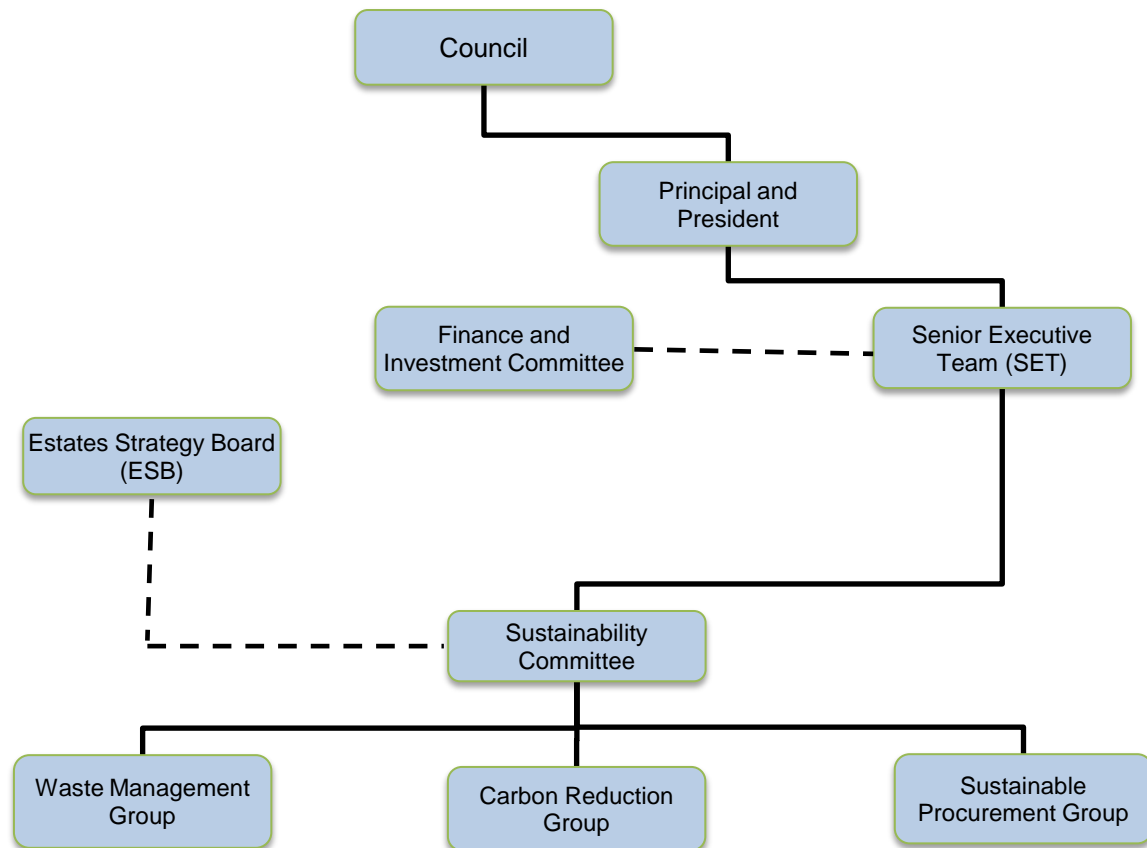 Council
Principal and
President
Finance and
Investment Committee
Senior Executive
Team (SET)
Estates Strategy Board
(ESB)
Sustainability
Committee
Waste Management
Group
Carbon Reduction
Group
Sustainable
Procurement Group